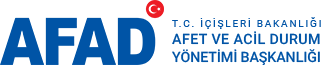 AFAD
T.C. İÇİŞLERİ BAKANLIĞI
AFET VE ACİL DURUM
YÖNETİMİ BAŞKANLIĞI